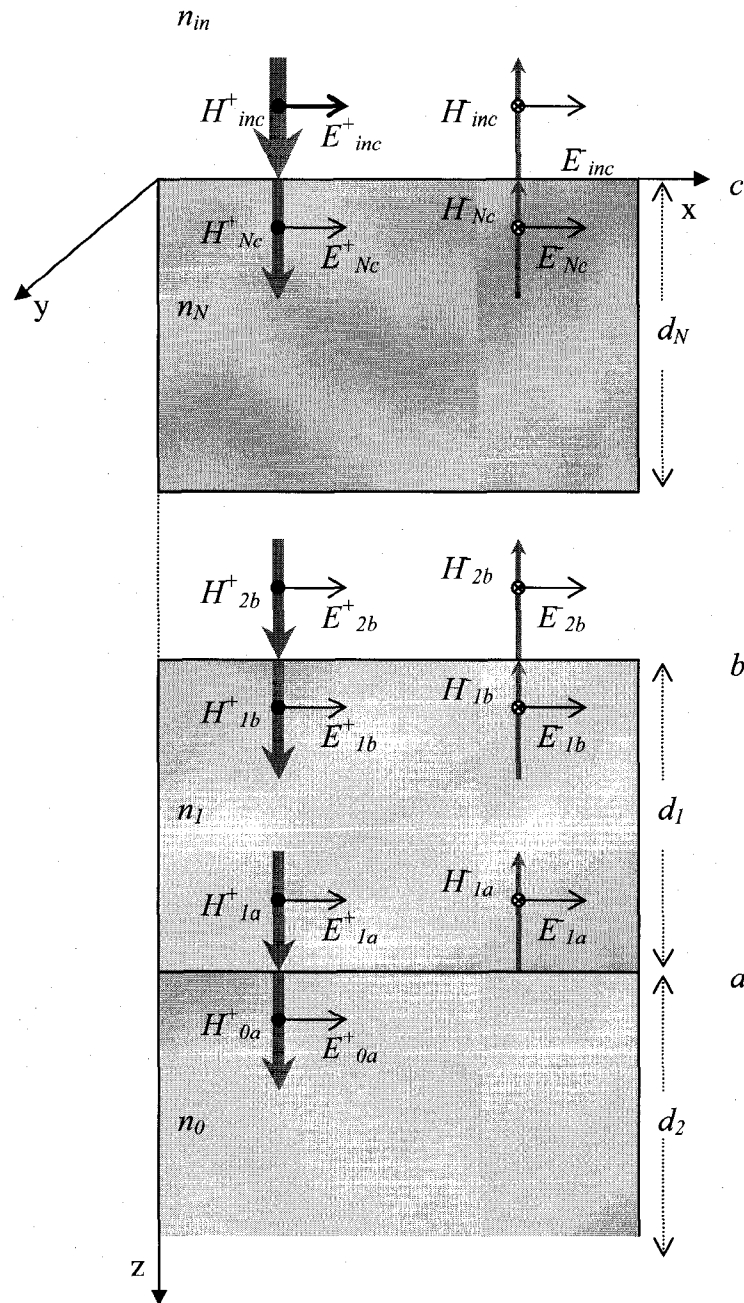 n_in
H⁺_inc E⁺_inc H⁻_inc E⁻_inc
c
x
H⁺_Nc E⁺_Nc H⁻_Nc E⁻_Nc
y
n_N
d_N
H⁺_2b E⁺_2b H⁻_2b E⁻_2b
b
H⁺_1b E⁺_1b H⁻_1b E⁻_1b
n_1
d_1
H⁺_1a E⁺_1a H⁻_1a E⁻_1a
a
H⁺_0a E⁺_0a
n_0
d_2
z